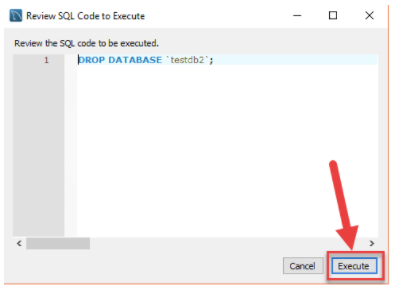 Review SQL Code to Execute
Review the SQL code to be executed.
1 DROP DATABASE `testdb2`;
Cancel Execute